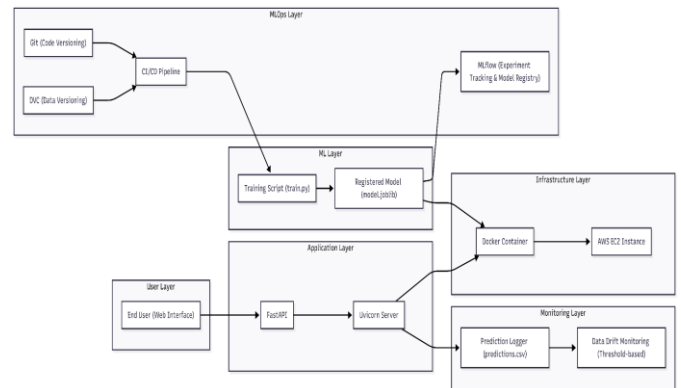 MLOps Layer
Git (Code Versioning)
CI/CD Pipeline
DVC (Data Versioning)
MLflow (Experiment
Tracking & Model Registry)
ML Layer
Training Script (train.py)
Registered Model
(model.joblib)
Infrastructure Layer
Docker Container
AWS EC2 Instance
Application Layer
FastAPI
Uvicorn Server
User Layer
End User (Web Interface)
Monitoring Layer
Prediction Logger
(predictions.csv)
Data Drift Monitoring
(Threshold-based)